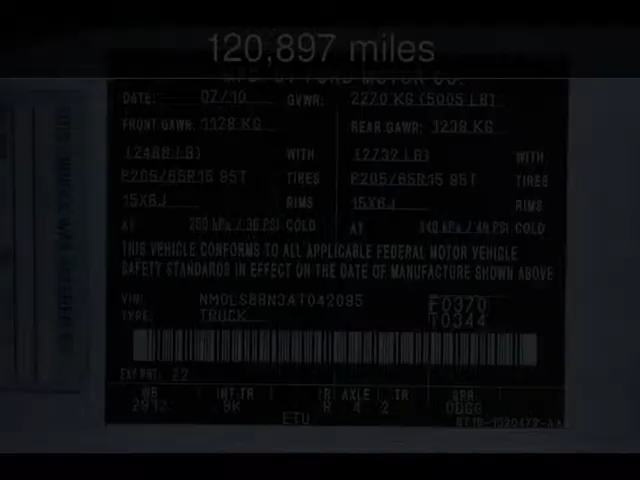 120,897 miles
MFD BY FORD MOTOR CO.
DATE: 07/10 GVWR: 2270 KG (5005 LB)
FRONT GAWR: 1128 KG REAR GAWR: 1239 KG
(2488 LB) WITH (2732 LB) WITH
P205/65R15 95T TIRES P205/65R15 95T TIRES
15X6J RIMS 15X6J RIMS
AT 250 kPa / 36 PSI COLD AT 340 kPa / 49 PSI COLD
THIS VEHICLE CONFORMS TO ALL APPLICABLE FEDERAL MOTOR VEHICLE
SAFETY STANDARDS IN EFFECT ON THE DATE OF MANUFACTURE SHOWN ABOVE
VIN: NM0LS6BN3AT042095 F0370
TYPE: TRUCK T0344
EXT PNT: Z2
WB INT TR R AXLE TR SPR
2912 9K R 4 2 DDGG
ETU